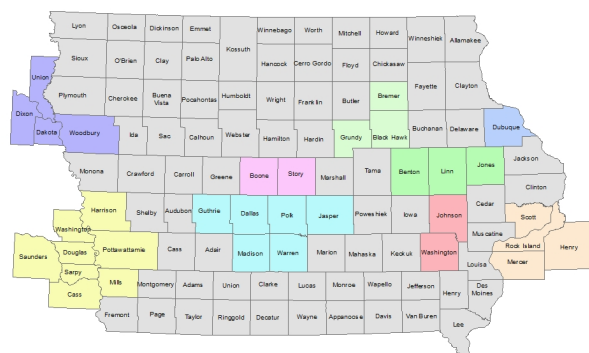 Lyon Osceola Dickinson Emmet Winnebago Worth Mitchell Howard Winneshiek Allamakee
Kossuth
Sioux O'Brien Clay Palo Alto Hancock Cerro Gordo Floyd Chickasaw
Union Fayette Clayton
Plymouth Cherokee Buena Vista Pocahontas Humboldt Wright Franklin Butler Bremer
Dixon
Dakota Woodbury Ida Sac Calhoun Webster Hamilton Hardin Grundy Black Hawk Buchanan Delaware Dubuque
Monona Crawford Carroll Greene Boone Story Marshall Tama Benton Linn Jones Jackson
Clinton
Harrison Shelby Audubon Guthrie Dallas Polk Jasper Poweshiek Iowa Johnson Cedar
Scott
Washington Muscatine
Saunders Douglas Pottawattamie Cass Adair Madison Warren Marion Mahaska Keokuk Washington Rock Island Henry
Sarpy Louisa Mercer
Cass Mills Montgomery Adams Union Clarke Lucas Monroe Wapello Jefferson Henry Des Moines
Fremont Page Taylor Ringgold Decatur Wayne Appanoose Davis Van Buren
Lee